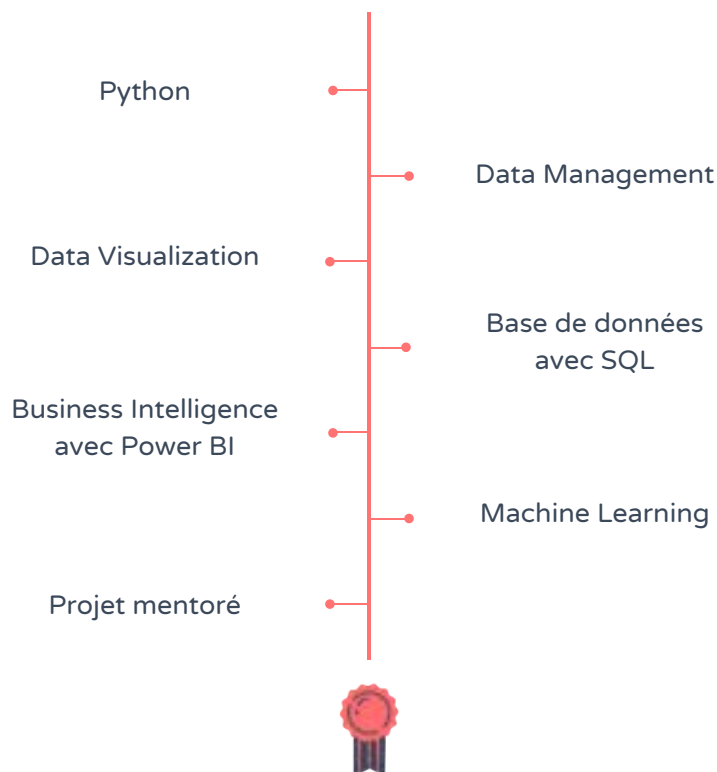 Python
Data Management
Data Visualization
Base de données
avec SQL
Business Intelligence
avec Power BI
Machine Learning
Projet mentoré